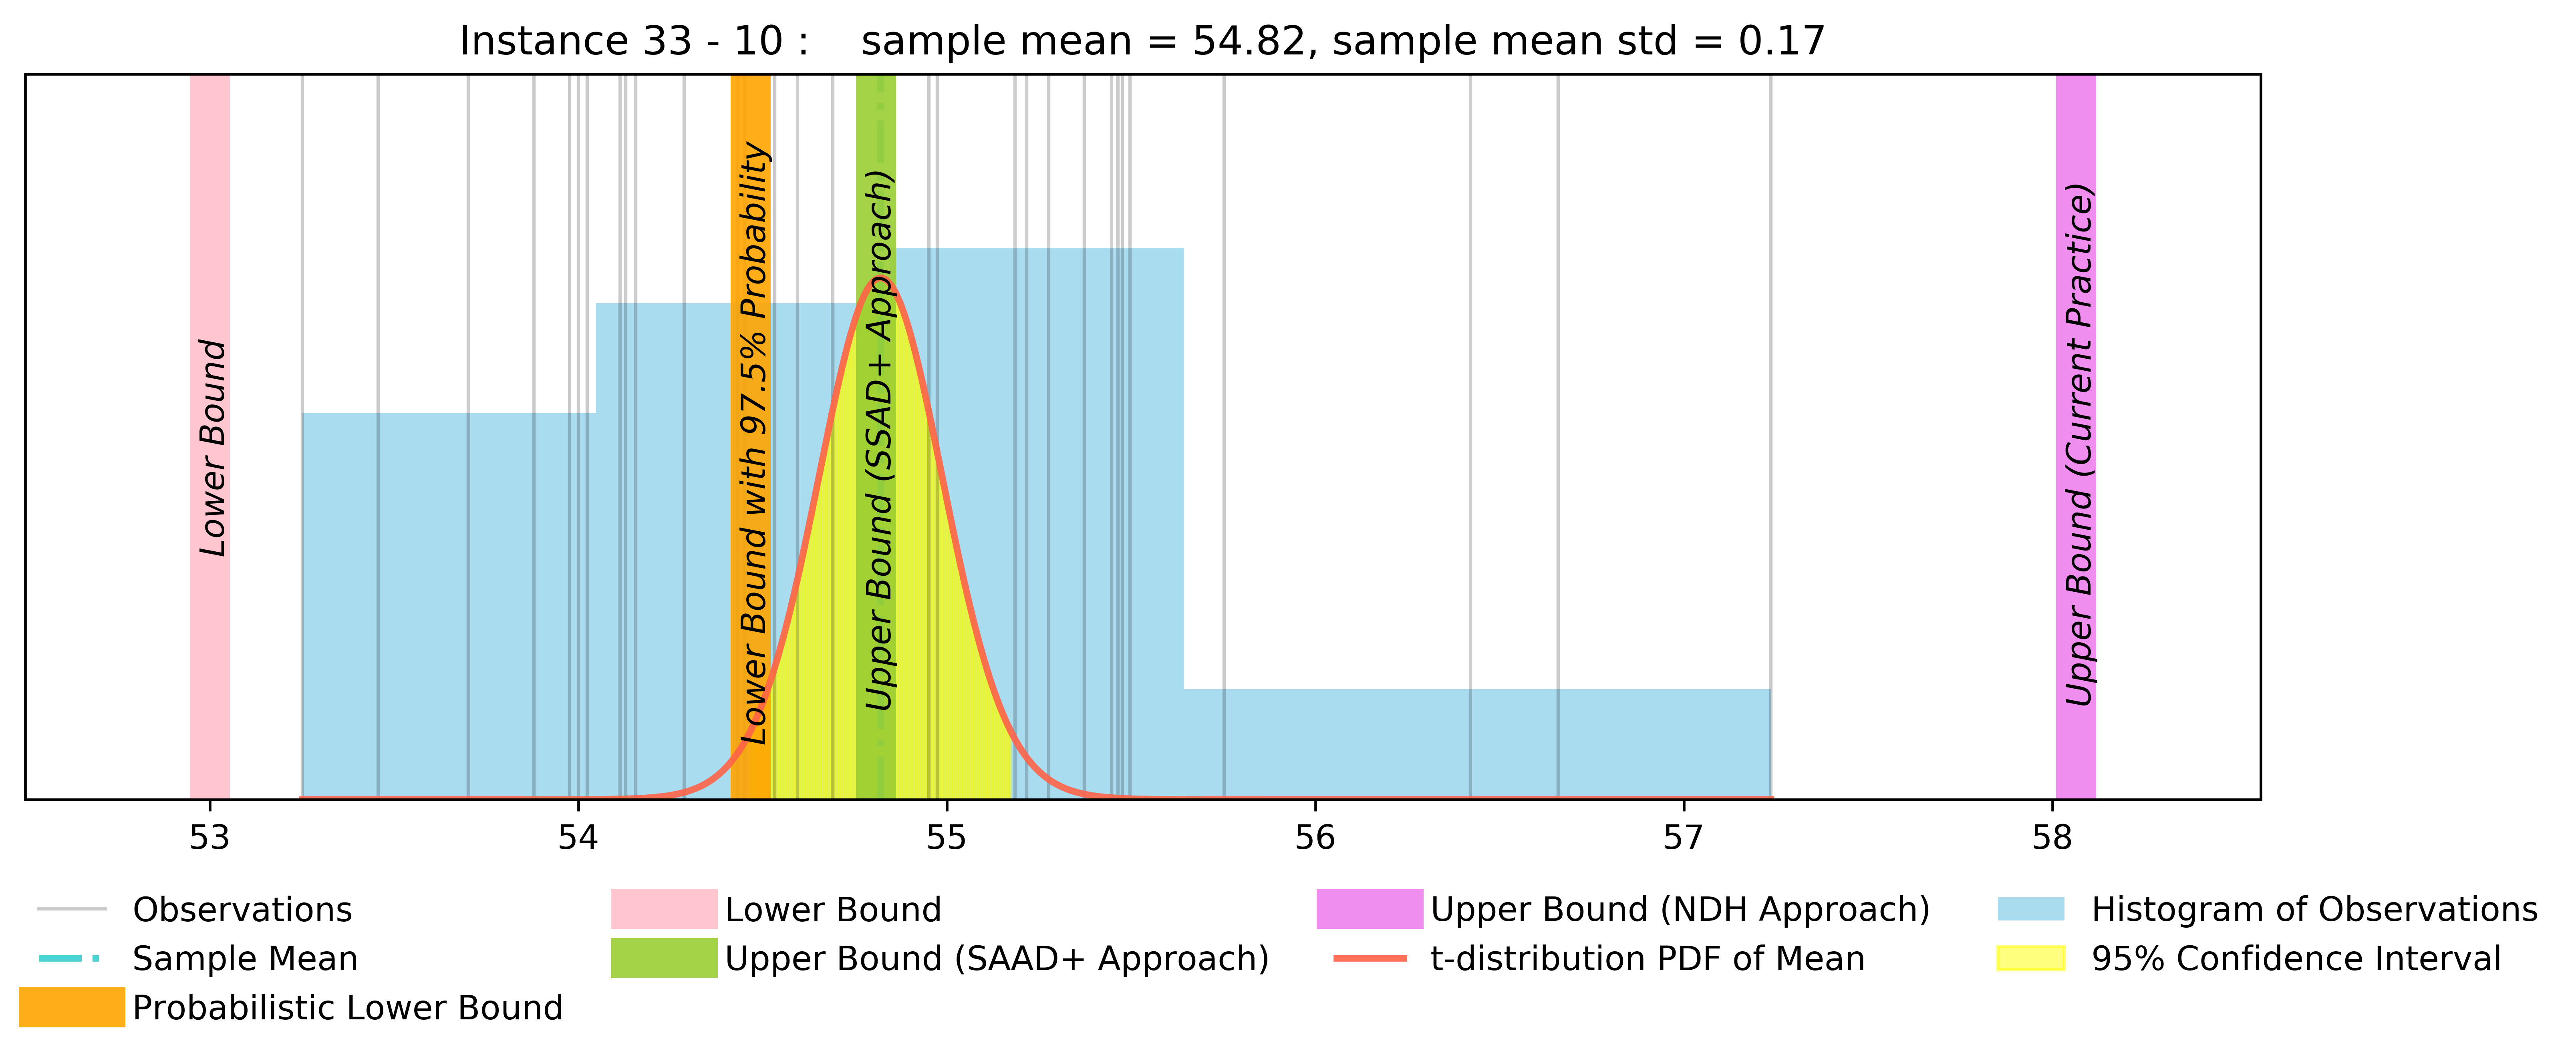 Instance 33 - 10 :    sample mean = 54.82, sample mean std = 0.17
Lower Bound
Lower Bound with 97.5% Probability
Upper Bound (SSAD+ Approach)
Upper Bound (Current Practice)
53 54 55 56 57 58
Observations
Sample Mean
Probabilistic Lower Bound
Lower Bound
Upper Bound (SAAD+ Approach)
Upper Bound (NDH Approach)
t-distribution PDF of Mean
Histogram of Observations
95% Confidence Interval